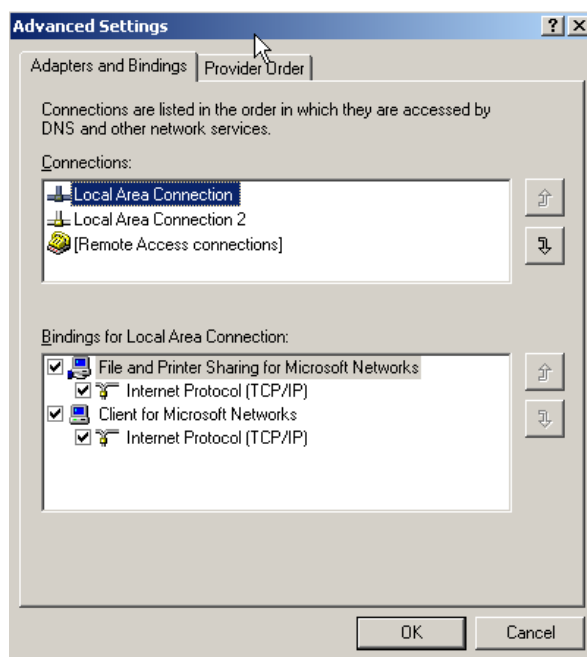 Advanced Settings
Adapters and Bindings
Provider Order
Connections are listed in the order in which they are accessed by
DNS and other network services.
Connections:
Local Area Connection
Local Area Connection 2
[Remote Access connections]
Bindings for Local Area Connection:
File and Printer Sharing for Microsoft Networks
Internet Protocol (TCP/IP)
Client for Microsoft Networks
Internet Protocol (TCP/IP)
OK
Cancel